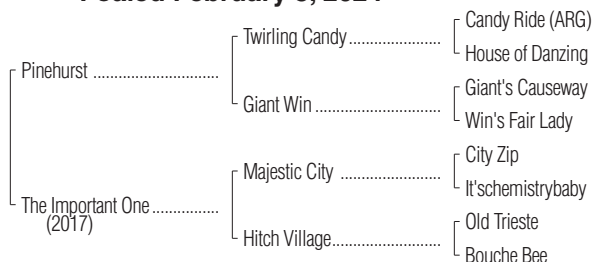 Foaled February 6, 2021
Candy Ride (ARG)
Twirling Candy
House of Danzing
Pinehurst
Giant's Causeway
Giant Win
Win's Fair Lady
City Zip
Majestic City
It'schemistrybaby
The Important One
(2017)
Old Trieste
Hitch Village
Bouche Bee